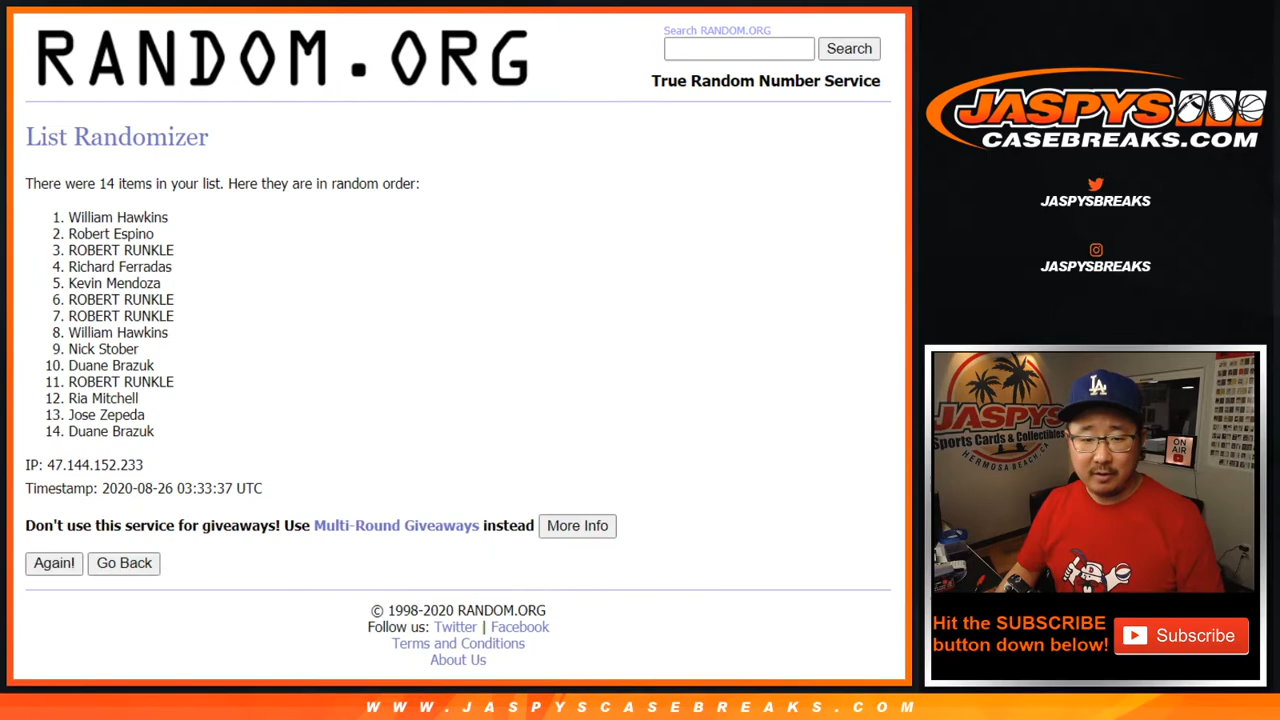 RANDOM.ORG
Search RANDOM.ORG
Search
True Random Number Service
List Randomizer
There were 14 items in your list. Here they are in random order:
1. William Hawkins
2. Robert Espino
3. ROBERT RUNKLE
4. Richard Ferradas
5. Kevin Mendoza
6. ROBERT RUNKLE
7. ROBERT RUNKLE
8. William Hawkins
9. Nick Stober
10. Duane Brazuk
11. ROBERT RUNKLE
12. Ria Mitchell
13. Jose Zepeda
14. Duane Brazuk
IP: 47.144.152.233
Timestamp: 2020-08-26 03:33:37 UTC
Don't use this service for giveaways! Use Multi-Round Giveaways instead More Info
Again! Go Back
© 1998-2020 RANDOM.ORG
Follow us: Twitter | Facebook
Terms and Conditions
About Us
JASPYS
CASEBREAKS.COM
JASPYSBREAKS
JASPYSBREAKS
JASPYS
Sports Cards & Collectibles
HERMOSA BEACH, CA
LA
ON
AIR
Hit the SUBSCRIBE
button down below!
Subscribe
WWW.JASPYSCASEBREAKS.COM